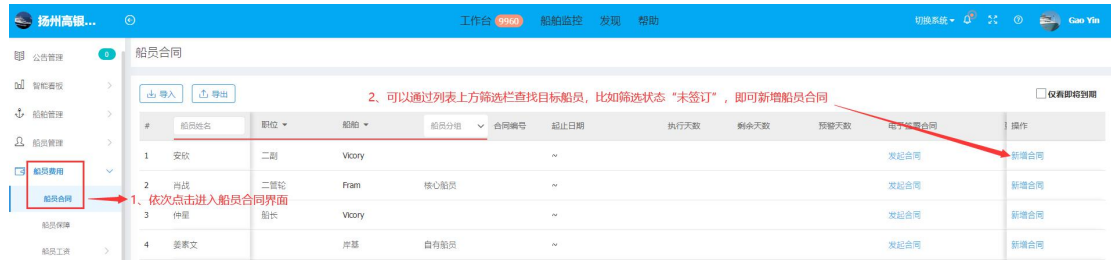 扬州高银...
工作台 9960 船舶监控 发现 帮助
切换系统 Gao Yin
公告管理 0
船员合同
智能看板
导入 导出
2、可以通过列表上方筛选栏查找目标船员，比如筛选状态“未签订”，即可新增船员合同
仅看即将到期
船舶管理
# 船员姓名 职位 船舶 船员分组 合同编号 起止日期 执行天数 剩余天数 预警天数 电子签署合同 操作
船员管理
1 安欣 二副 Vicory ~ 发起合同 新增合同
船员费用
2 肖战 二管轮 Fram 核心船员 ~ 发起合同 新增合同
船员合同
1、依次点击进入船员合同界面
3 仲星 船长 Vicory ~ 发起合同 新增合同
船员保障
4 姜素文 岸基 自有船员 ~ 发起合同 新增合同
船员工资